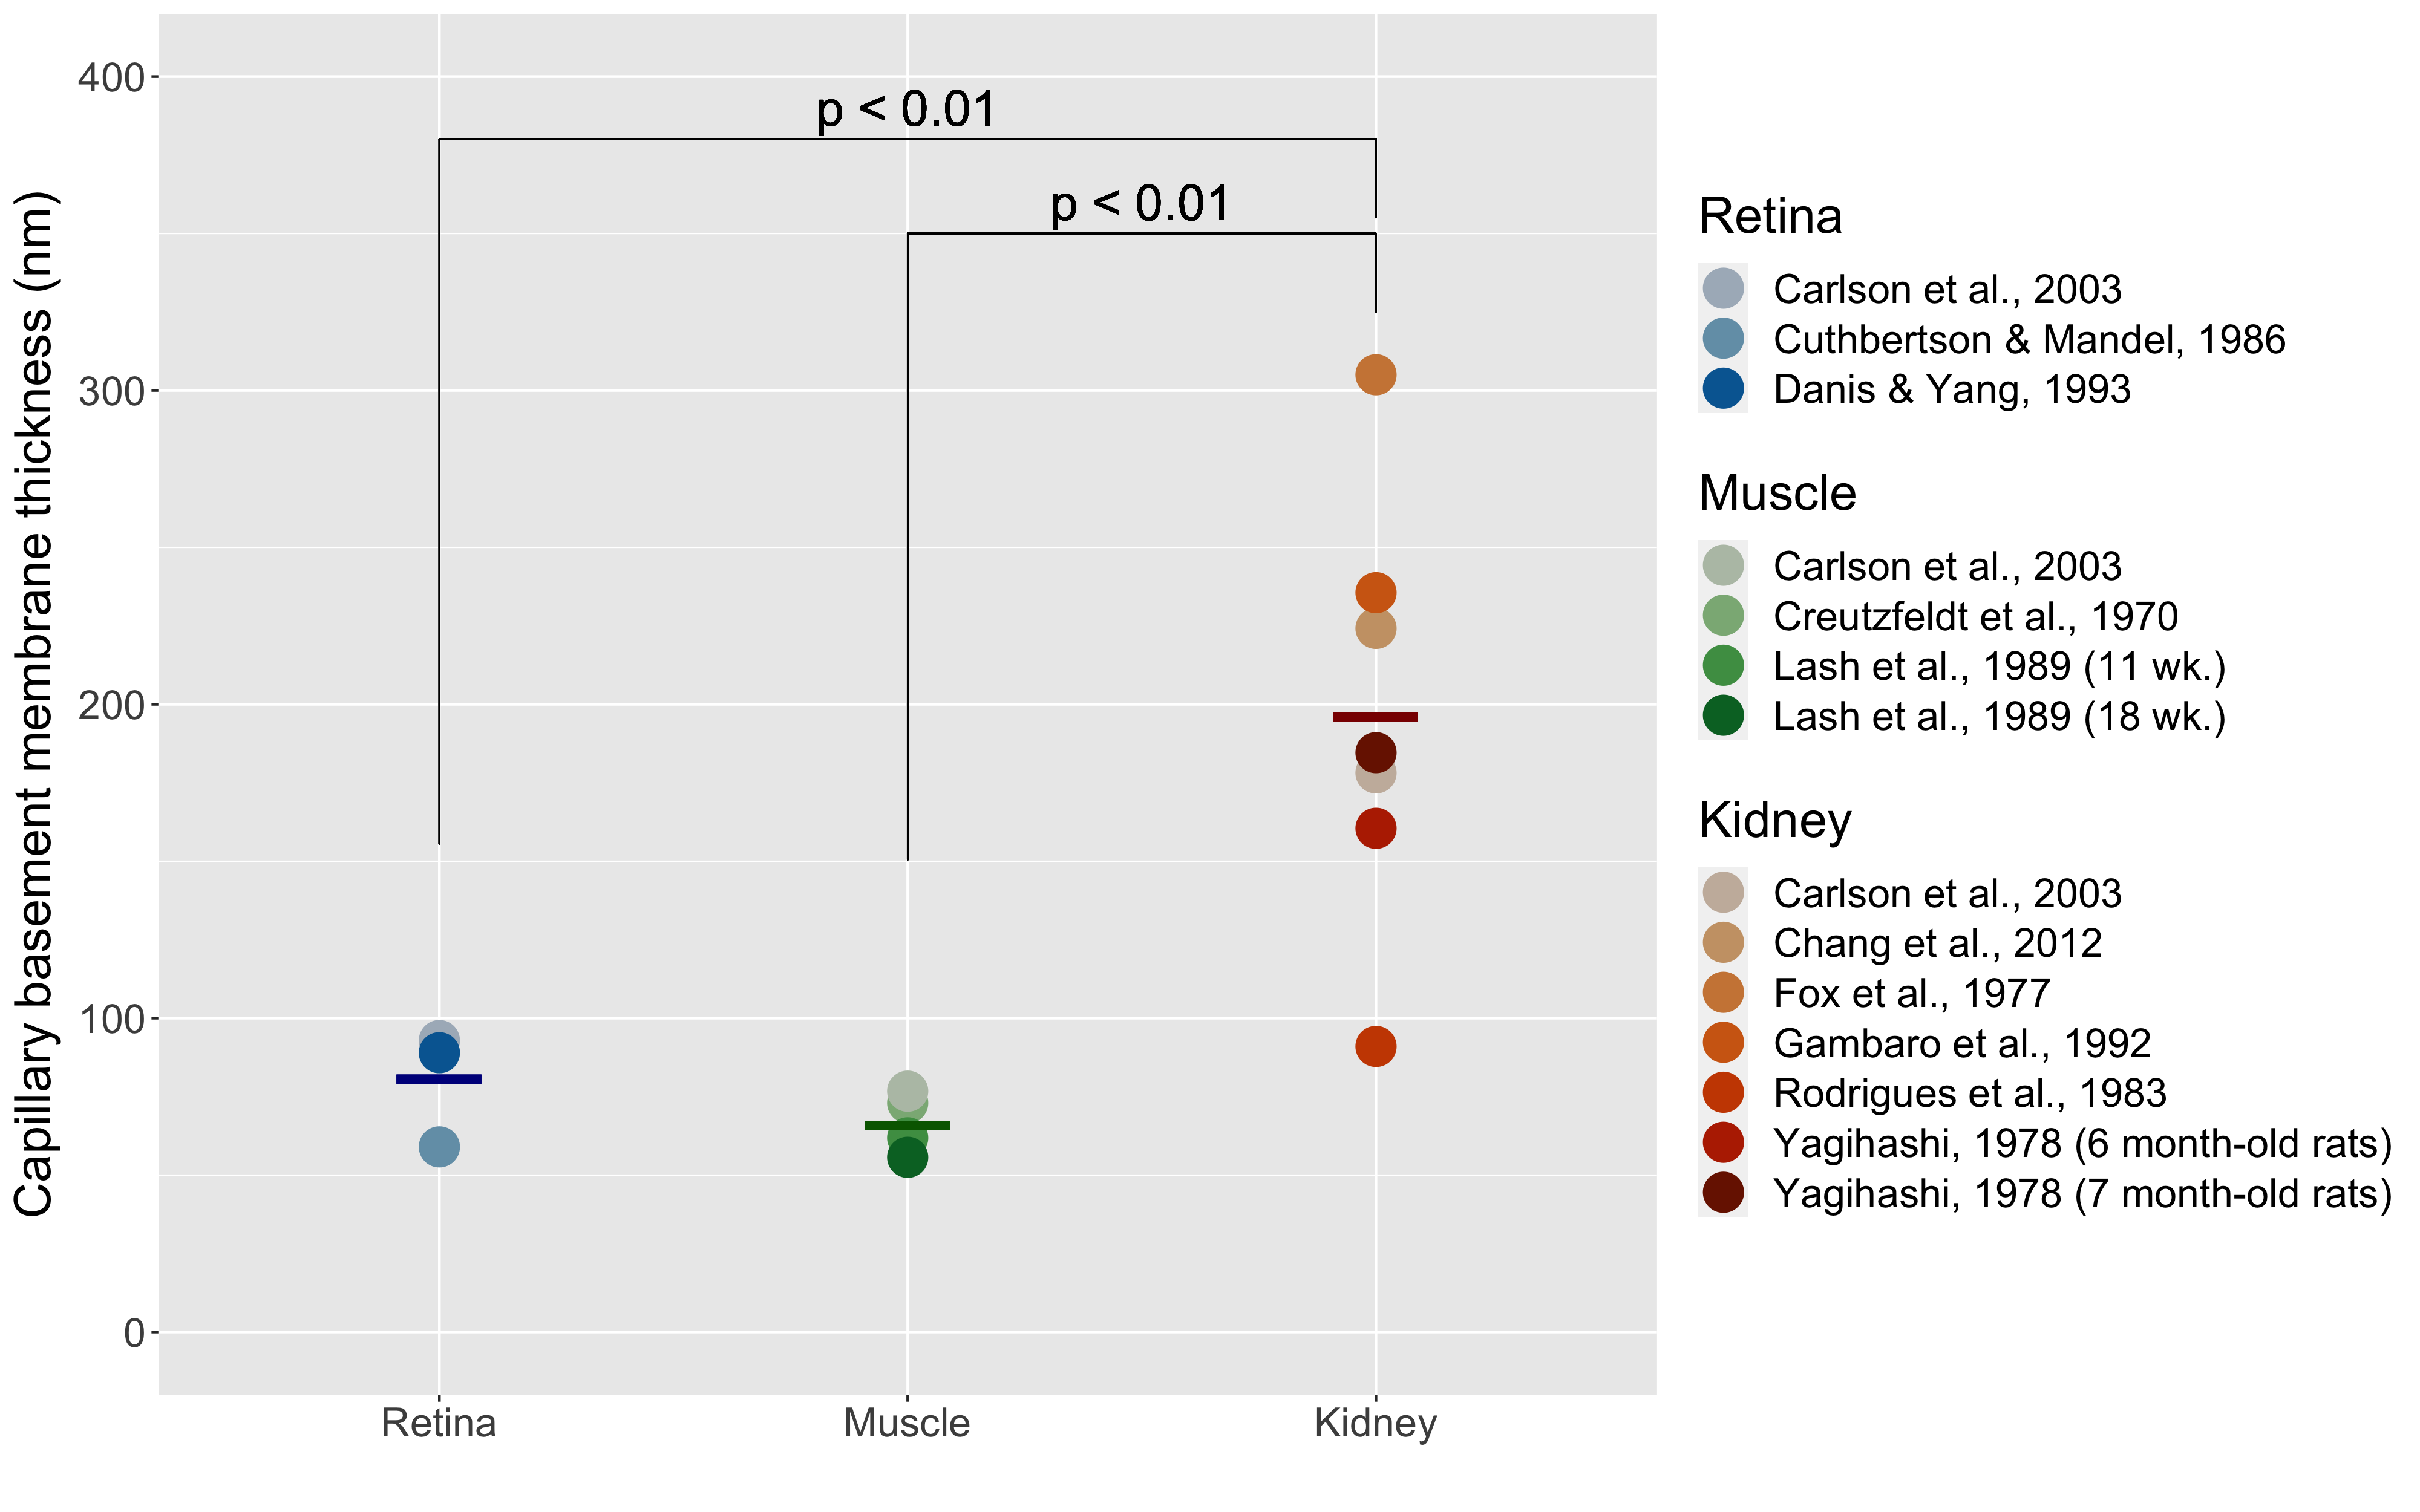 Capillary basement membrane thickness (nm)
400
300
200
100
0
p < 0.01
p < 0.01
Retina
Muscle
Kidney
Retina
Carlson et al., 2003
Cuthbertson & Mandel, 1986
Danis & Yang, 1993
Muscle
Carlson et al., 2003
Creutzfeldt et al., 1970
Lash et al., 1989 (11 wk.)
Lash et al., 1989 (18 wk.)
Kidney
Carlson et al., 2003
Chang et al., 2012
Fox et al., 1977
Gambaro et al., 1992
Rodrigues et al., 1983
Yagihashi, 1978 (6 month-old rats)
Yagihashi, 1978 (7 month-old rats)